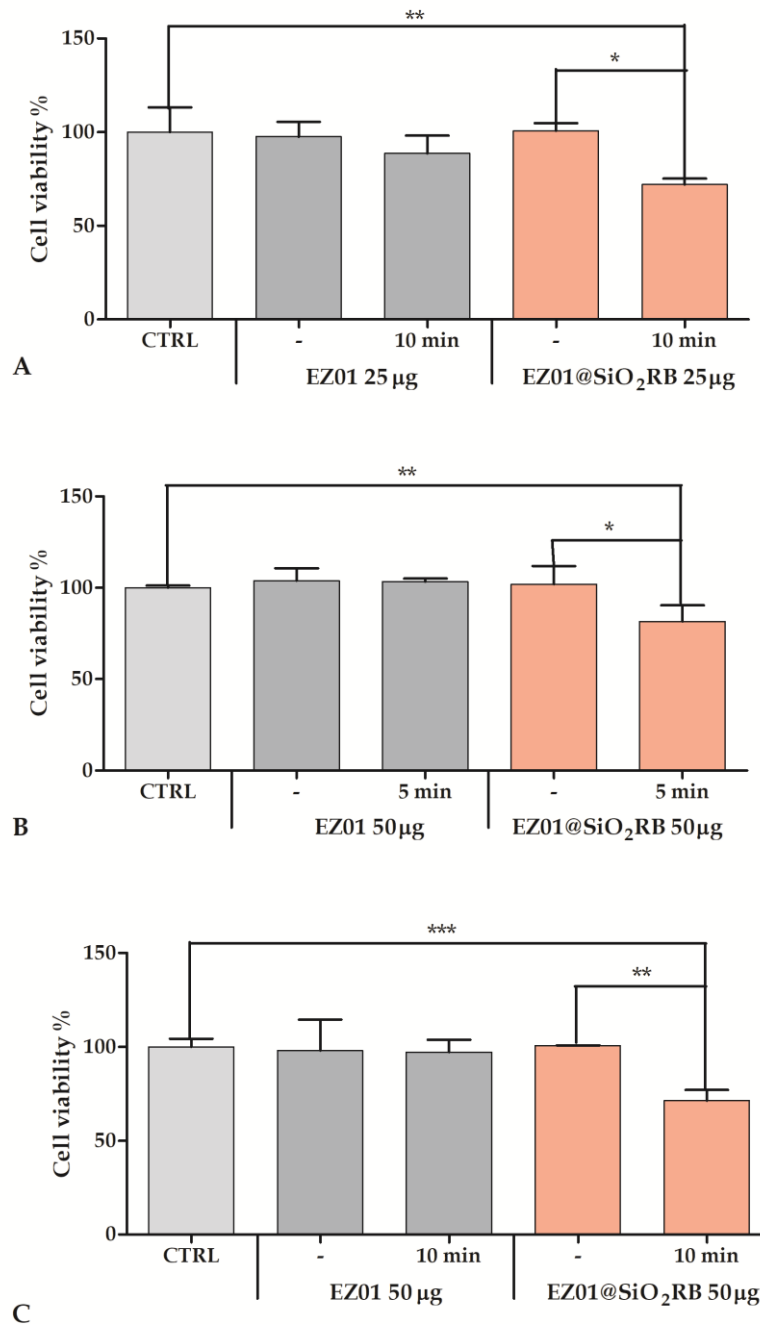 **
150
*
100
50
0
Cell viability %
CTRL - 10 min - 10 min
EZ01 25 µg EZ01@SiO₂RB 25µg
A
**
150
*
100
50
0
Cell viability %
CTRL - 5 min - 5 min
EZ01 50µg EZ01@SiO₂RB 50µg
B
***
150
**
100
50
0
Cell viability %
CTRL - 10 min - 10 min
EZ01 50 µg EZ01@SiO₂RB 50µg
C